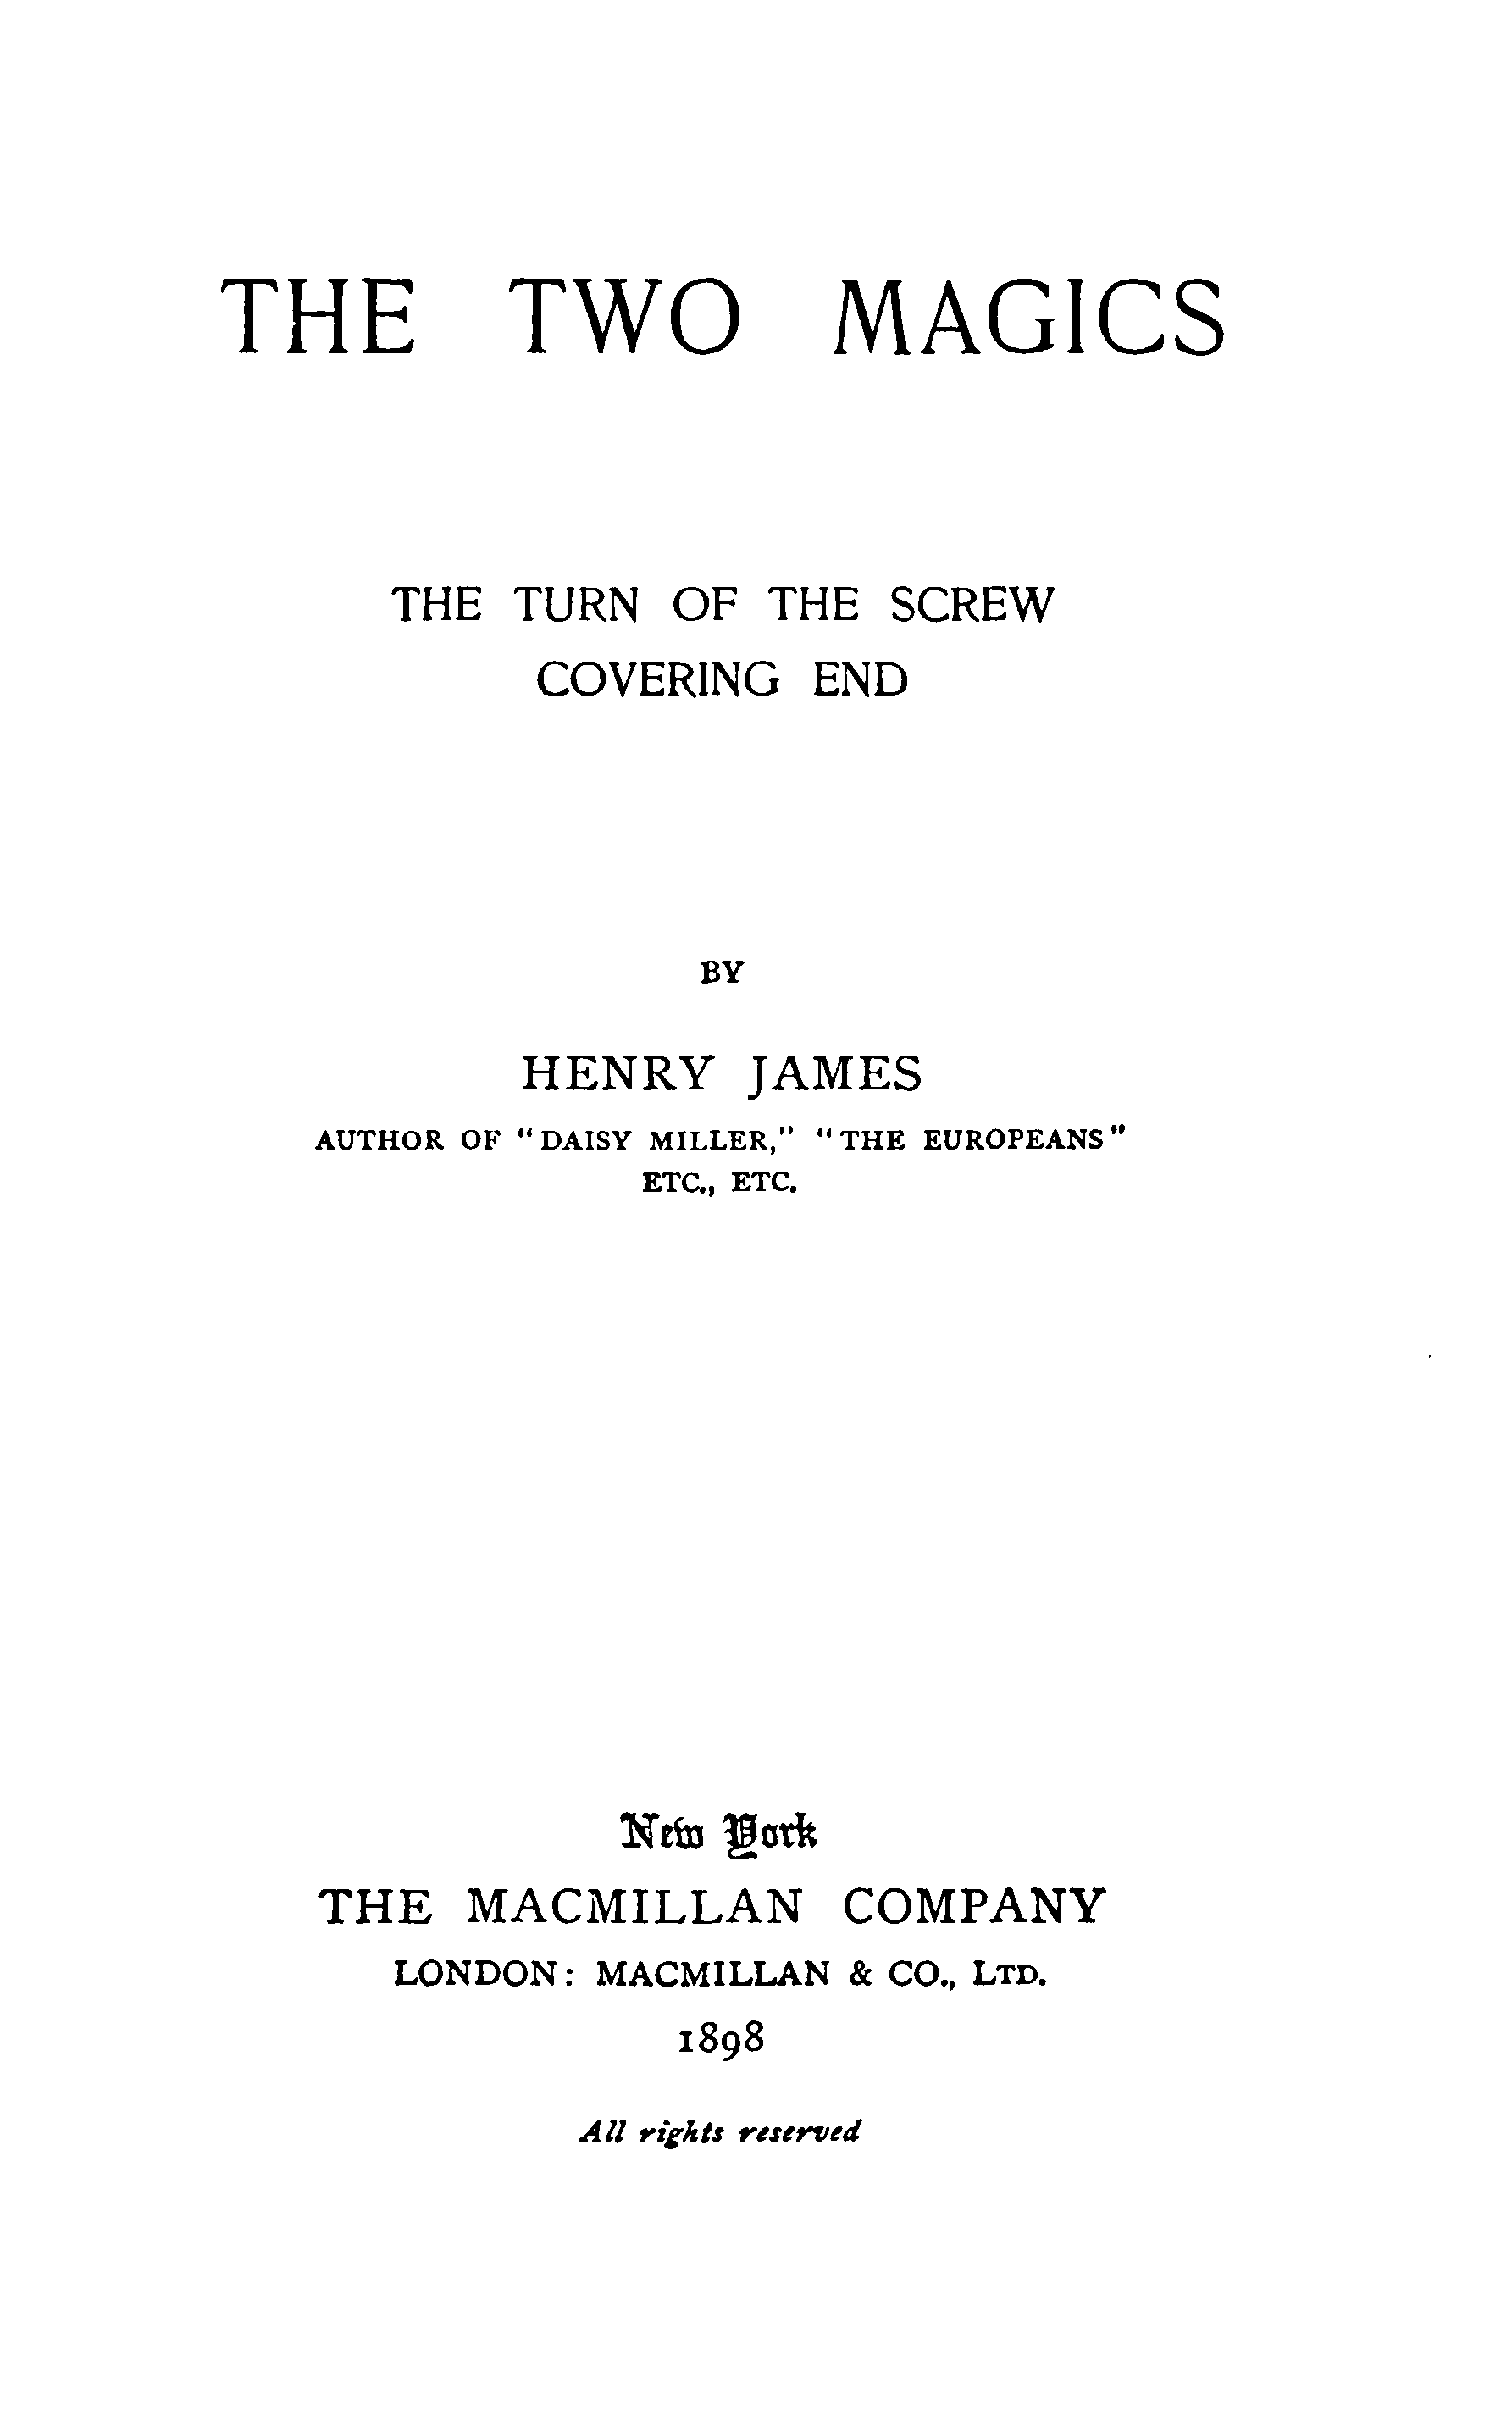 THE TWO MAGICS
THE TURN OF THE SCREW
COVERING END
BY
HENRY JAMES
AUTHOR OF "DAISY MILLER," "THE EUROPEANS"
ETC., ETC.
New York
THE MACMILLAN COMPANY
LONDON: MACMILLAN & CO., LTD.
1898
All rights reserved